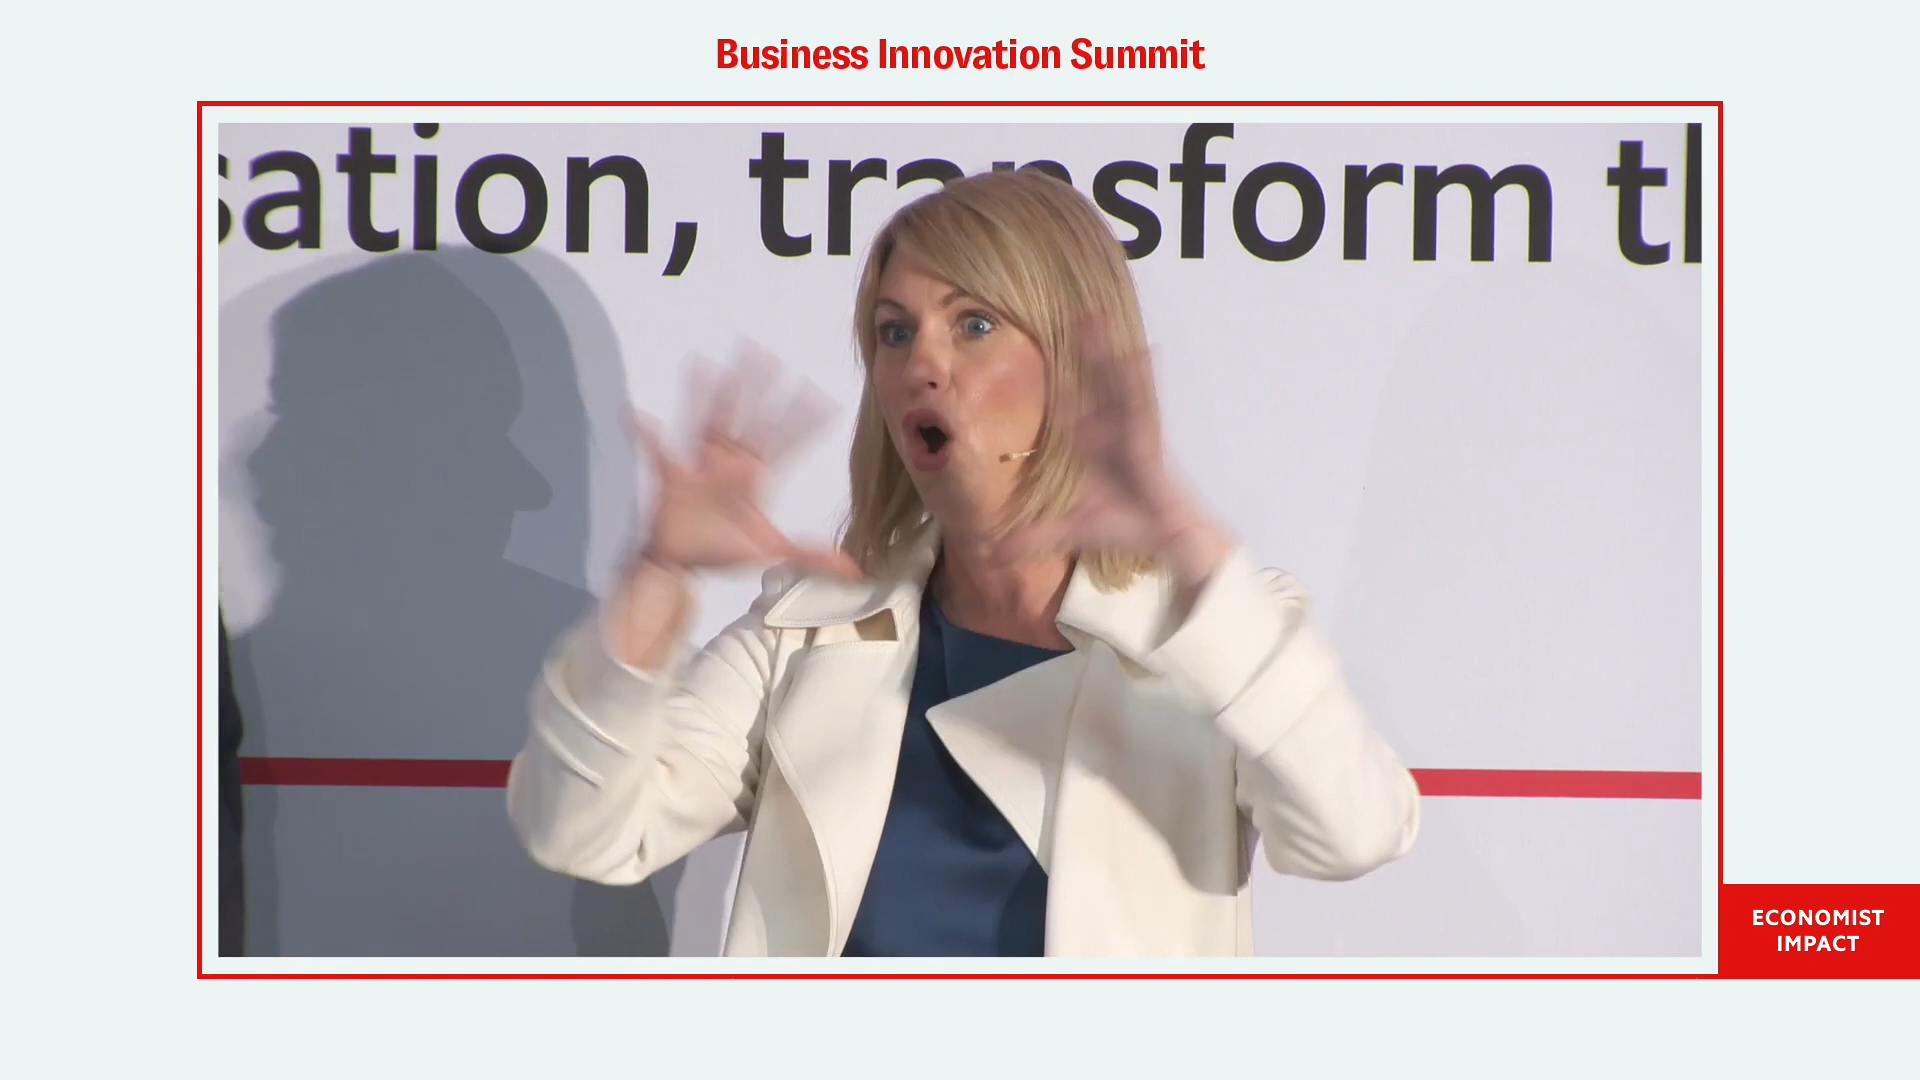 Business Innovation Summit
sation, transform t
ECONOMIST
IMPACT